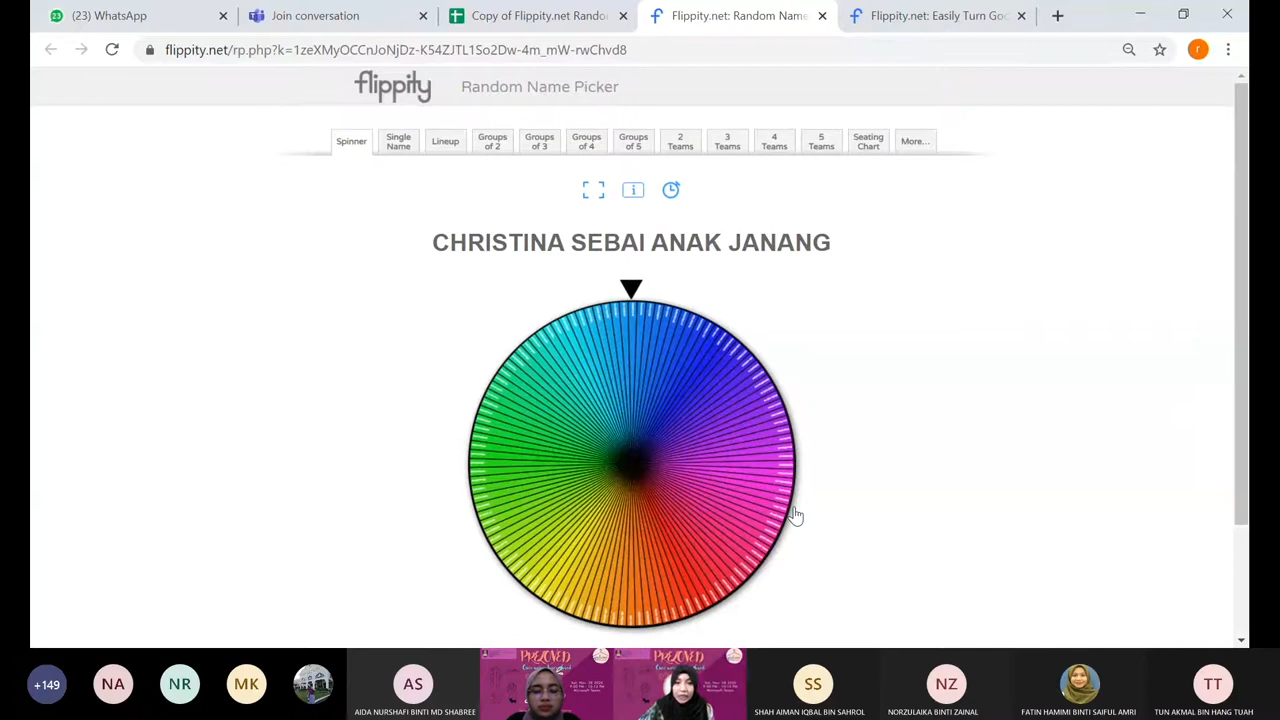 (23) WhatsApp
Join conversation
Copy of Flippity.net Rando
Flippity.net: Random Name
Flippity.net: Easily Turn Goo
flippity.net/rp.php?k=1zeXMyOCCnJoNjDz-K54ZJTL1So2Dw-4m_mW-rwChvd8
r
flippity
Random Name Picker
Spinner
Single Name
Lineup
Groups of 2
Groups of 3
Groups of 4
Groups of 5
2 Teams
3 Teams
4 Teams
5 Teams
Seating Chart
More...
CHRISTINA SEBAI ANAK JANANG
+149
NA
NR
MK
AS
AIDA NURSHAFI BINTI MD SHABREE
PRELOVED
PRELOVED
SS
SHAH AIMAN IQBAL BIN SAHROL
NZ
NORZULAIKA BINTI ZAINAL
FATIN HAMIMI BINTI SAIFUL AMRI
TT
TUN AKMAL BIN HANG TUAH